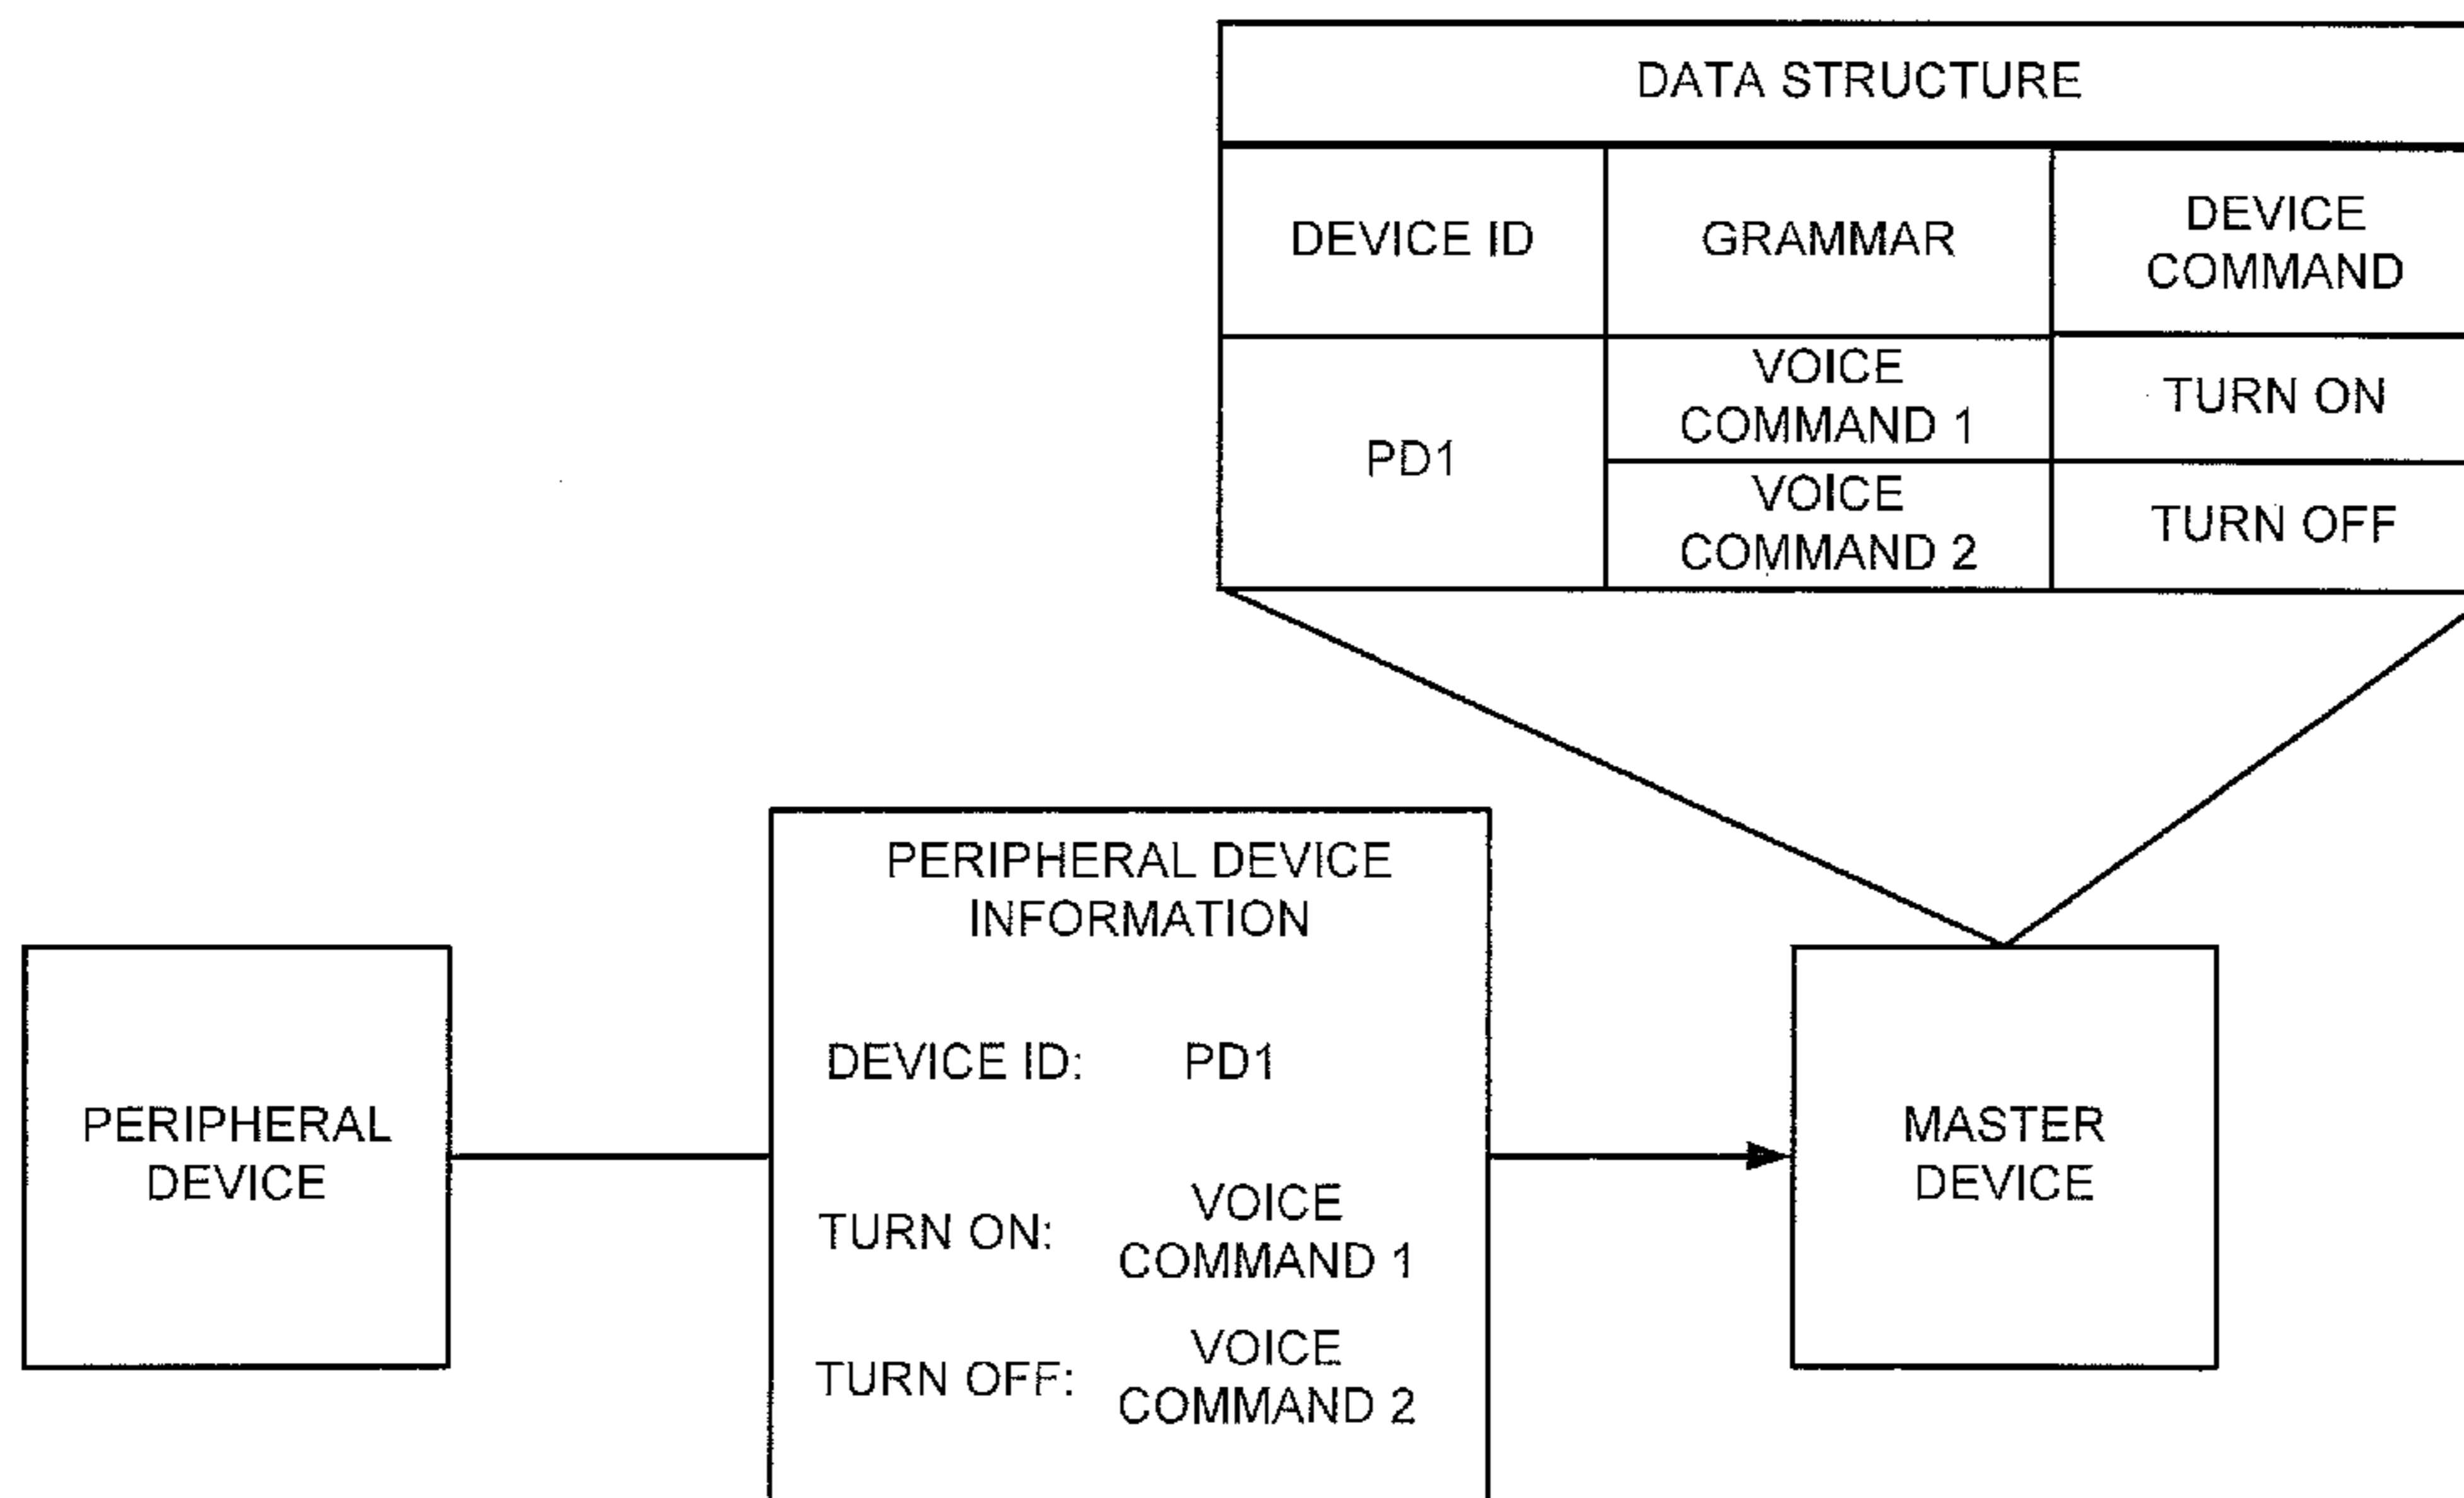 DATA STRUCTURE
DEVICE ID
GRAMMAR
DEVICE
COMMAND
PD1
VOICE
COMMAND 1
TURN ON
VOICE
COMMAND 2
TURN OFF
PERIPHERAL DEVICE
INFORMATION
DEVICE ID: PD1
TURN ON:
VOICE
COMMAND 1
TURN OFF:
VOICE
COMMAND 2
PERIPHERAL
DEVICE
MASTER
DEVICE